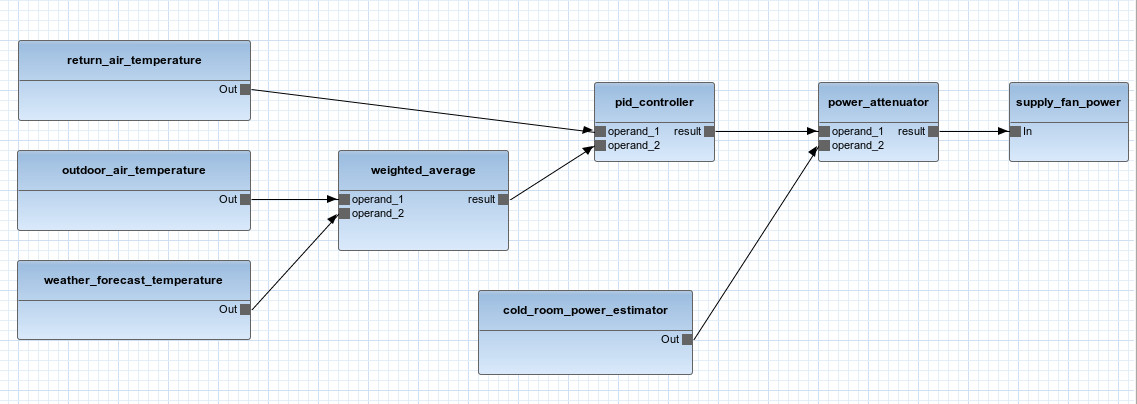 return_air_temperature
Out
outdoor_air_temperature
Out
weather_forecast_temperature
Out
weighted_average
operand_1 result
operand_2
cold_room_power_estimator
Out
pid_controller
operand_1 result
operand_2
power_attenuator
operand_1 result
operand_2
supply_fan_power
In